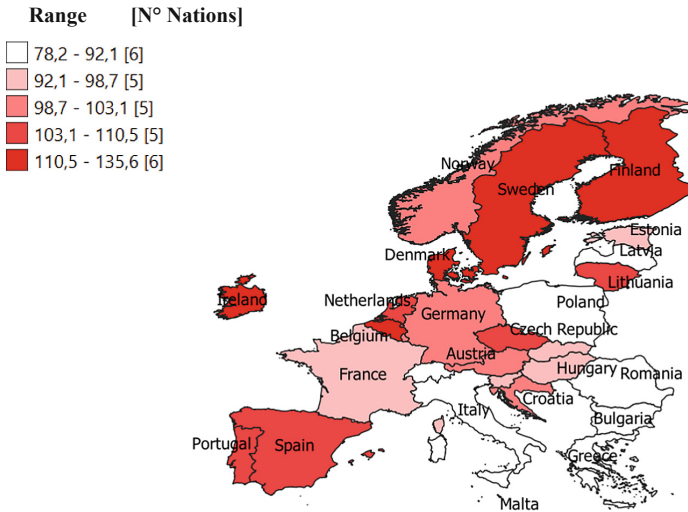 Range [N° Nations]
78,2 - 92,1 [6]
92,1 - 98,7 [5]
98,7 - 103,1 [5]
103,1 - 110,5 [5]
110,5 - 135,6 [6]
Norway
Finland
Sweden
Estonia
Latvia
Denmark
Lithuania
Ireland
Netherlands
Poland
Germany
Czech Republic
Belgium
Austria
France
Hungary
Romania
Croatia
Italy
Bulgaria
Portugal
Spain
Greece
Malta